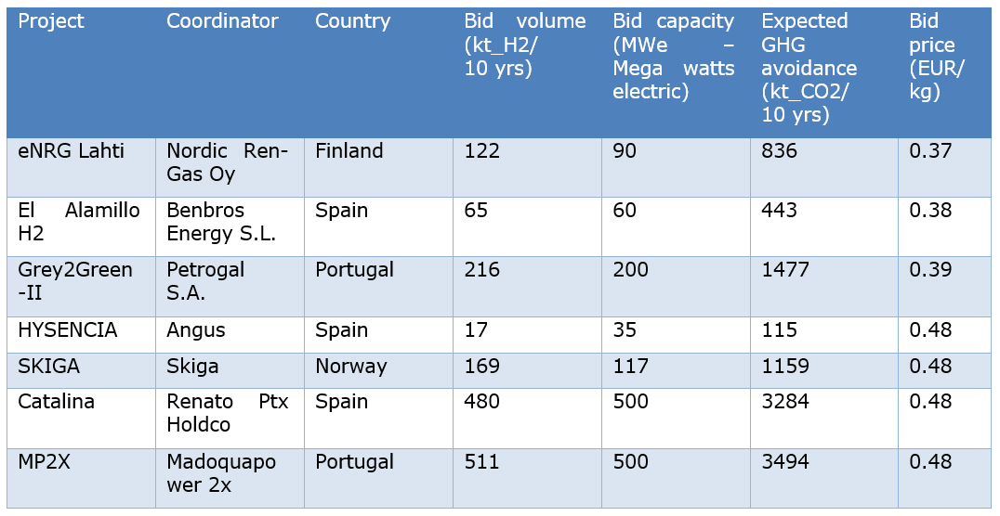 Project Coordinator Country Bid volume Bid capacity Expected Bid
(kt_H2/ (MWe – GHG price
10 yrs) Mega watts avoidance (EUR/
electric) (kt_CO2/ kg)
10 yrs)
eNRG Lahti Nordic Ren- Finland 122 90 836 0.37
Gas Oy
El Alamillo Benbros Spain 65 60 443 0.38
H2 Energy S.L.
Grey2Green Petrogal Portugal 216 200 1477 0.39
-II S.A.
HYSENCIA Angus Spain 17 35 115 0.48
SKIGA Skiga Norway 169 117 1159 0.48
Catalina Renato Ptx Spain 480 500 3284 0.48
Holdco
MP2X Madoquapo Portugal 511 500 3494 0.48
wer 2x